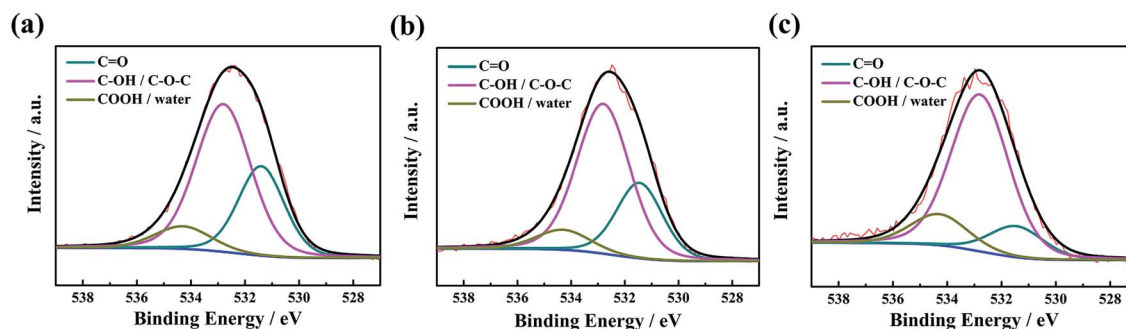 (a)
C=O
C-OH / C-O-C
COOH / water
Intensity / a.u.
538 536 534 532 530 528
Binding Energy / eV
(b)
C=O
C-OH / C-O-C
COOH / water
Intensity / a.u.
538 536 534 532 530 528
Binding Energy / eV
(c)
C=O
C-OH / C-O-C
COOH / water
Intensity / a.u.
538 536 534 532 530 528
Binding Energy / eV